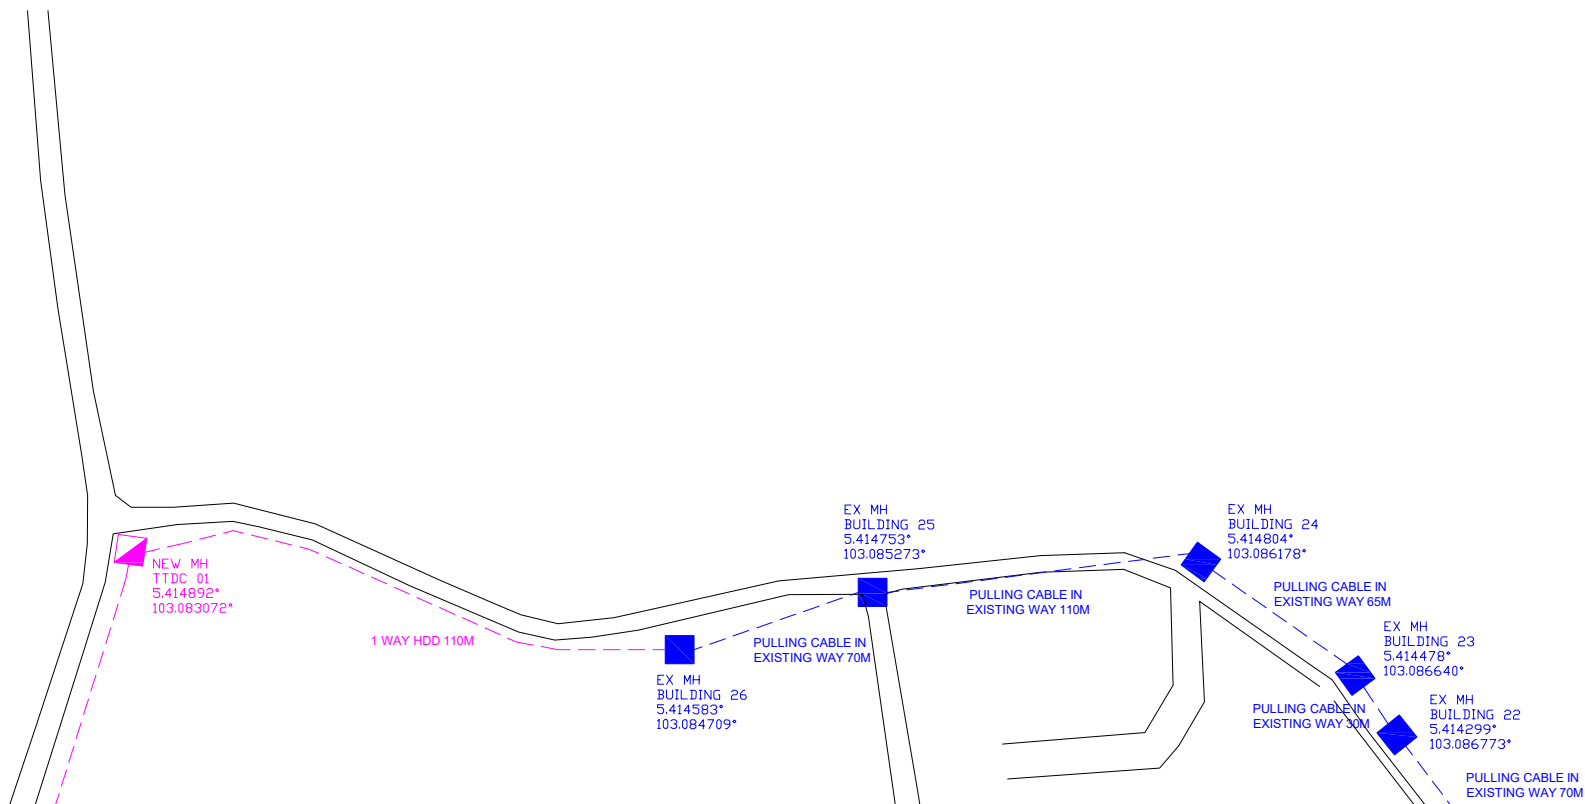 EX MH
BUILDING 25
5.414753°
103.085273°
EX MH
BUILDING 24
5.414804°
103.086178°
NEW MH
TTDC 01
5.414892°
103.083072°
PULLING CABLE IN
EXISTING WAY 110M
PULLING CABLE IN
EXISTING WAY 65M
1 WAY HDD 110M
PULLING CABLE IN
EXISTING WAY 70M
EX MH
BUILDING 23
5.414478°
103.086640°
EX MH
BUILDING 26
5.414583°
103.084709°
PULLING CABLE IN
EXISTING WAY 30M
EX MH
BUILDING 22
5.414299°
103.086773°
PULLING CABLE IN
EXISTING WAY 70M